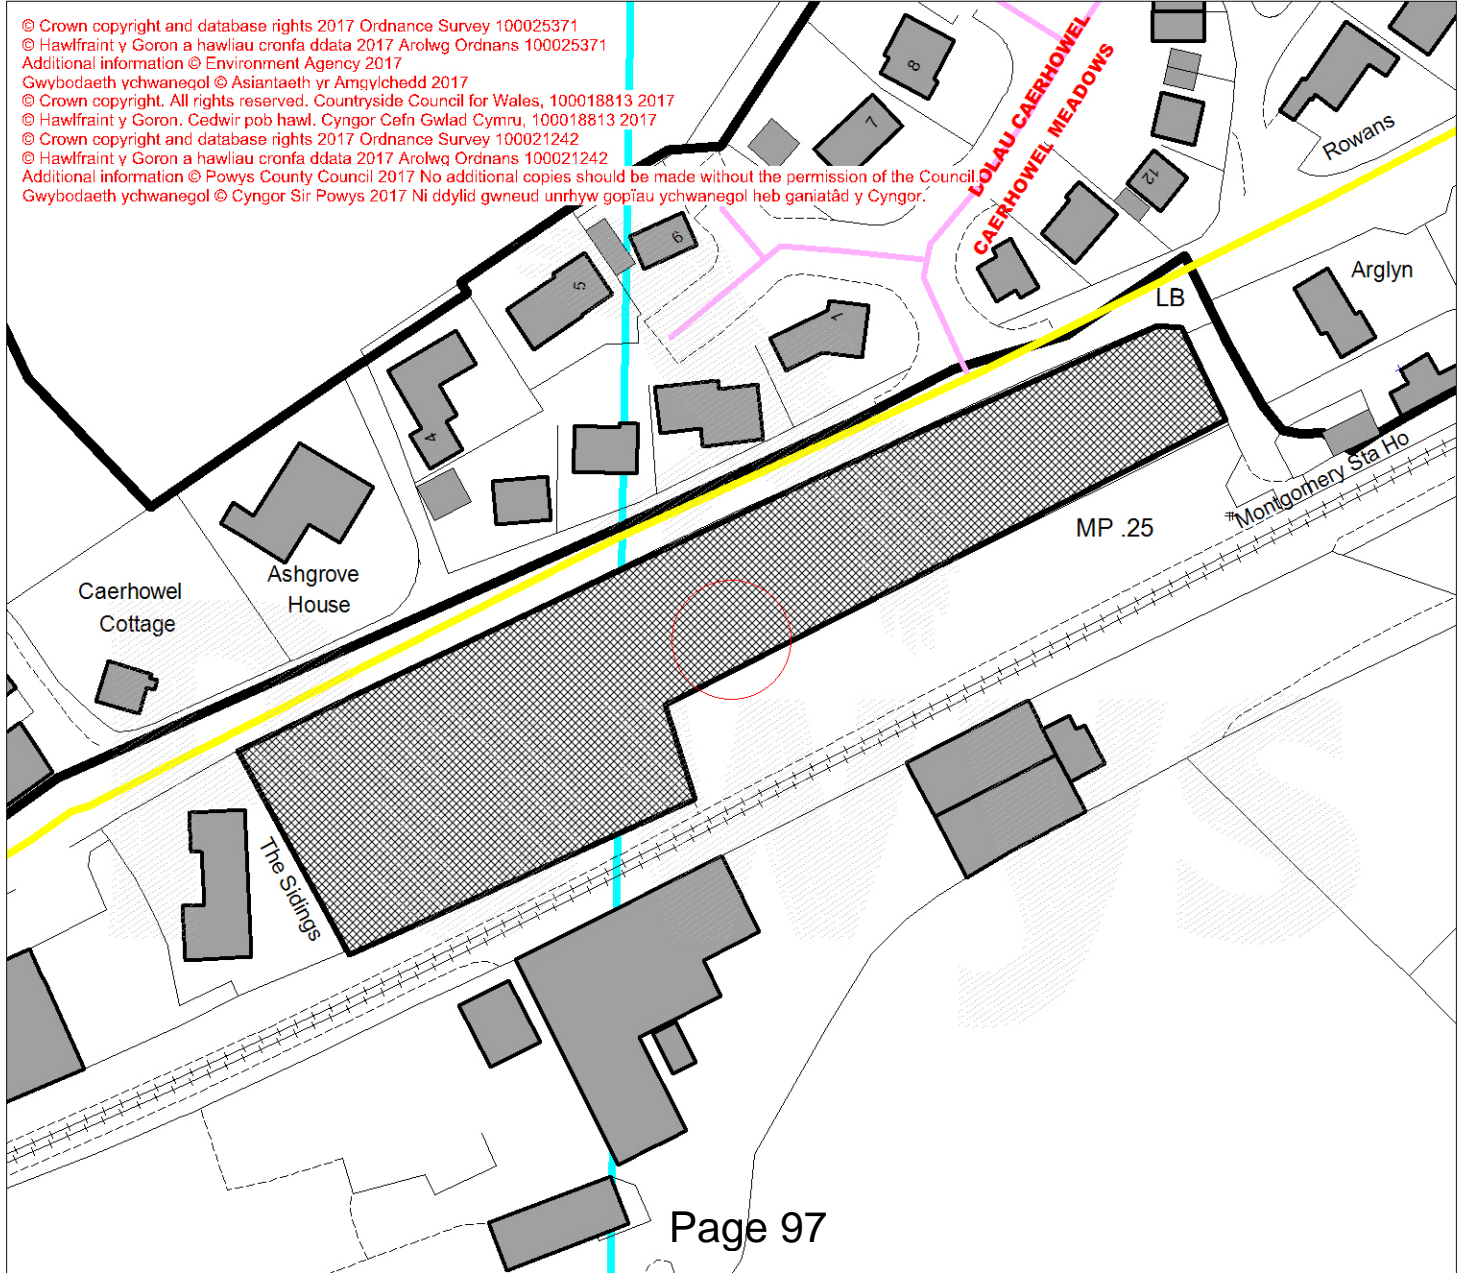 © Crown copyright and database rights 2017 Ordnance Survey 100025371
© Hawlfraint y Goron a hawliau cronfa ddata 2017 Arolwg Ordnans 100025371
Additional information © Environment Agency 2017
Gwybodaeth ychwanegol © Asiantaeth yr Amgylchedd 2017
© Crown copyright. All rights reserved. Countryside Council for Wales, 100018813 2017
© Hawlfraint y Goron. Cedwir pob hawl. Cyngor Cefn Gwlad Cymru, 100018813 2017
© Crown copyright and database rights 2017 Ordnance Survey 100021242
© Hawlfraint y Goron a hawliau cronfa ddata 2017 Arolwg Ordnans 100021242
Additional information © Powys County Council 2017 No additional copies should be made without the permission of the Council.
Gwybodaeth ychwanegol © Cyngor Sir Powys 2017 Ni ddylid gwneud unrhyw gopïau ychwanegol heb ganiatâd y Cyngor.
DOLAU CAERHOWEL
CAERHOWEL MEADOWS
8
7
12
Rowans
6
5
1
4
LB
Arglyn
Montgomery Sta Ho
MP .25
Ashgrove
House
Caerhowel
Cottage
The Sidings
Page 97